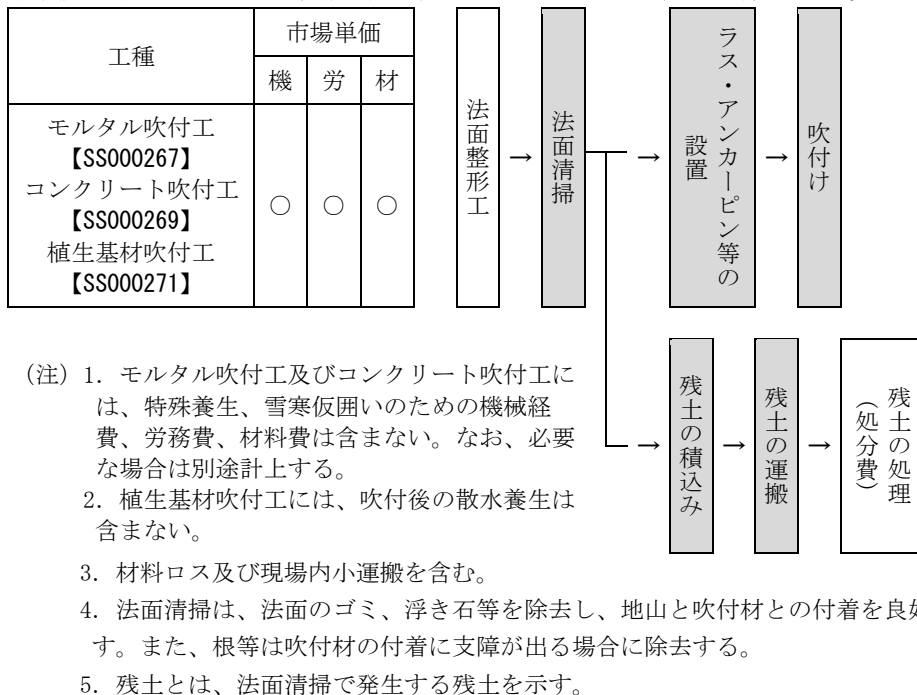 工種
市場単価
機 労 材
モルタル吹付工
【SS000267】
コンクリート吹付工
【SS000269】
植生基材吹付工
【SS000271】
○ ○ ○
法面整形工
→
法面清掃
→
ラス・アンカーピン等の
設置
→
吹付け
→
残土の積込み
→
残土の運搬
→
残土の処理
（処分費）
(注) 1. モルタル吹付工及びコンクリート吹付工に
は、特殊養生、雪寒仮囲いのための機械経
費、労務費、材料費は含まない。なお、必要
な場合は別途計上する。
2. 植生基材吹付工には、吹付後の散水養生は
含まない。
3. 材料ロス及び現場内小運搬を含む。
4. 法面清掃は、法面のゴミ、浮き石等を除去し、地山と吹付材との付着を良
す。また、根等は吹付材の付着に支障が出る場合に除去する。
5. 残土とは、法面清掃で発生する残土を示す。